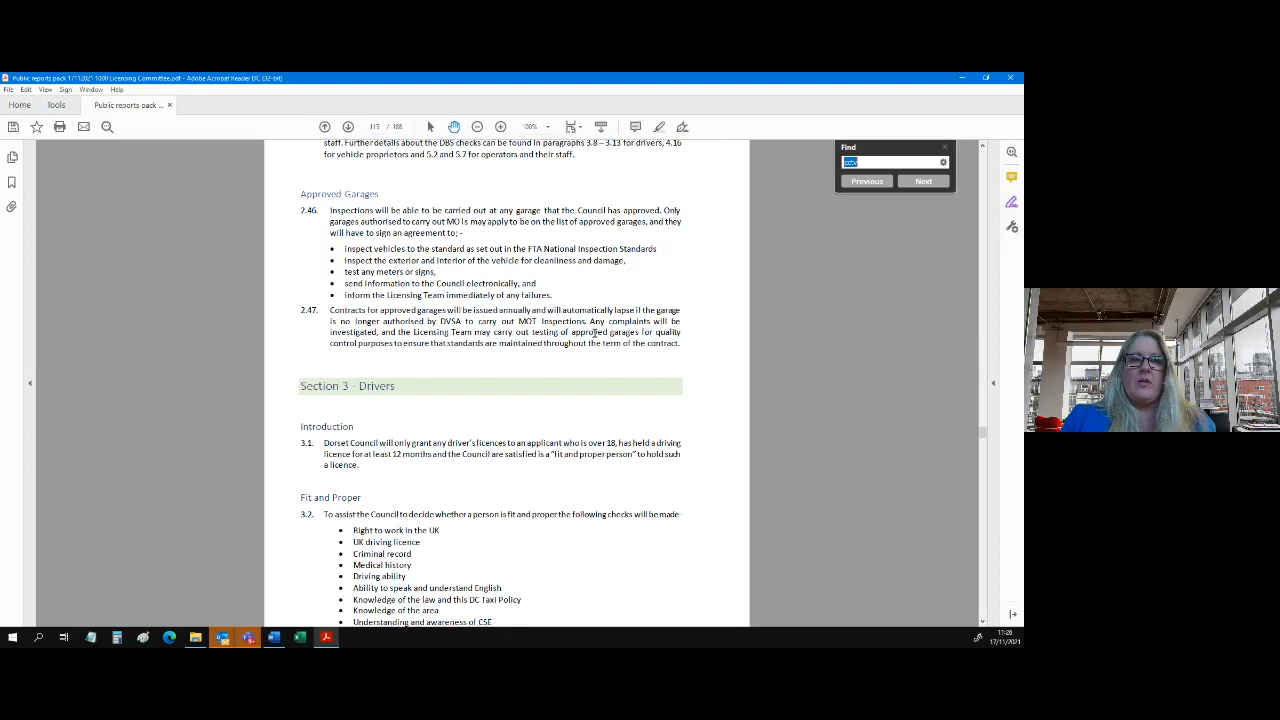 Public reports pack 17112021 1000 Licensing Committee.pdf - Adobe Acrobat Reader DC (32-bit)
File Edit View Sign Window Help
Home Tools Public reports pack ... ×
115 / 188 100%
staff. Further details about the DBS checks can be found in paragraphs 3.8 – 3.13 for drivers, 4.16
for vehicle proprietors and 5.2 and 5.7 for operators and their staff.
Find
cctv
Previous Next
Approved Garages
2.46. Inspections will be able to be carried out at any garage that the Council has approved. Only
garages authorised to carry out MOTs may apply to be on the list of approved garages, and they
will have to sign an agreement to; -
• inspect vehicles to the standard as set out in the FTA National Inspection Standards
• inspect the exterior and interior of the vehicle for cleanliness and damage,
• test any meters or signs,
• send information to the Council electronically, and
• inform the Licensing Team immediately of any failures.
2.47. Contracts for approved garages will be issued annually and will automatically lapse if the garage
is no longer authorised by DVSA to carry out MOT Inspections. Any complaints will be
investigated, and the Licensing Team may carry out testing of approved garages for quality
control purposes to ensure that standards are maintained throughout the term of the contract.
Section 3 - Drivers
Introduction
3.1. Dorset Council will only grant any driver's licences to an applicant who is over 18, has held a driving
licence for at least 12 months and the Council are satisfied is a "fit and proper person" to hold such
a licence.
Fit and Proper
3.2. To assist the Council to decide whether a person is fit and proper the following checks will be made-
• Right to work in the UK
• UK driving licence
• Criminal record
• Medical history
• Driving ability
• Ability to speak and understand English
• Knowledge of the law and this DC Taxi Policy
• Knowledge of the area
• Understanding and awareness of CSE
11:26
17/11/2021